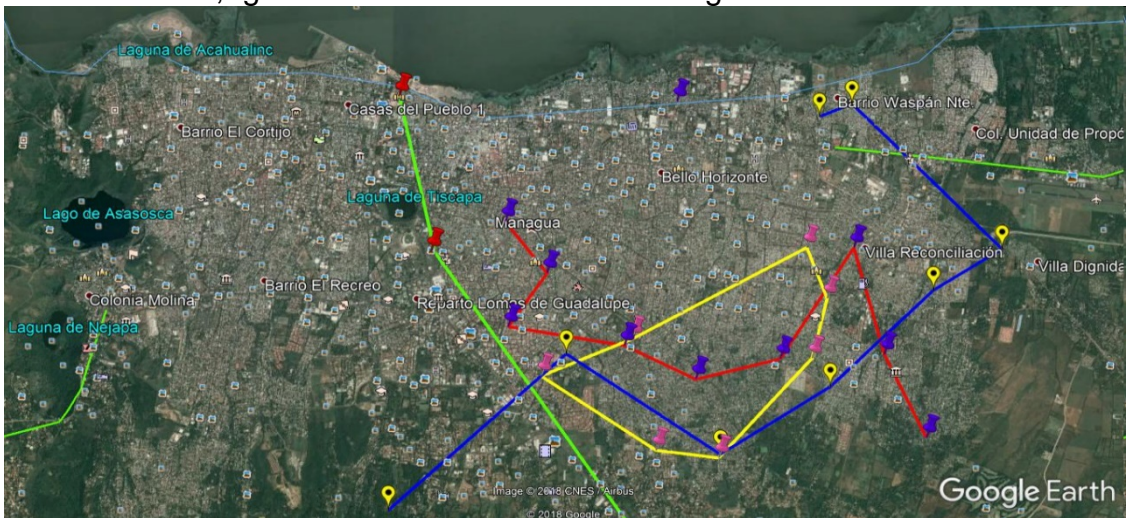 Laguna de Acahualinc
Casas del Pueblo 1
Barrio El Cortijo
Barrio Waspán Nte.
Col. Unidad de Propó
Bello Horizonte
Laguna de Tiscapa
Lago de Asasosca
Managua
Villa Reconciliación
Villa Dignida
Barrio El Recreo
Colonia Molina
Reparto Lomas de Guadalupe
Laguna de Nejapa
Image © 2018 CNES / Airbus
© 2018 Google
Google Earth